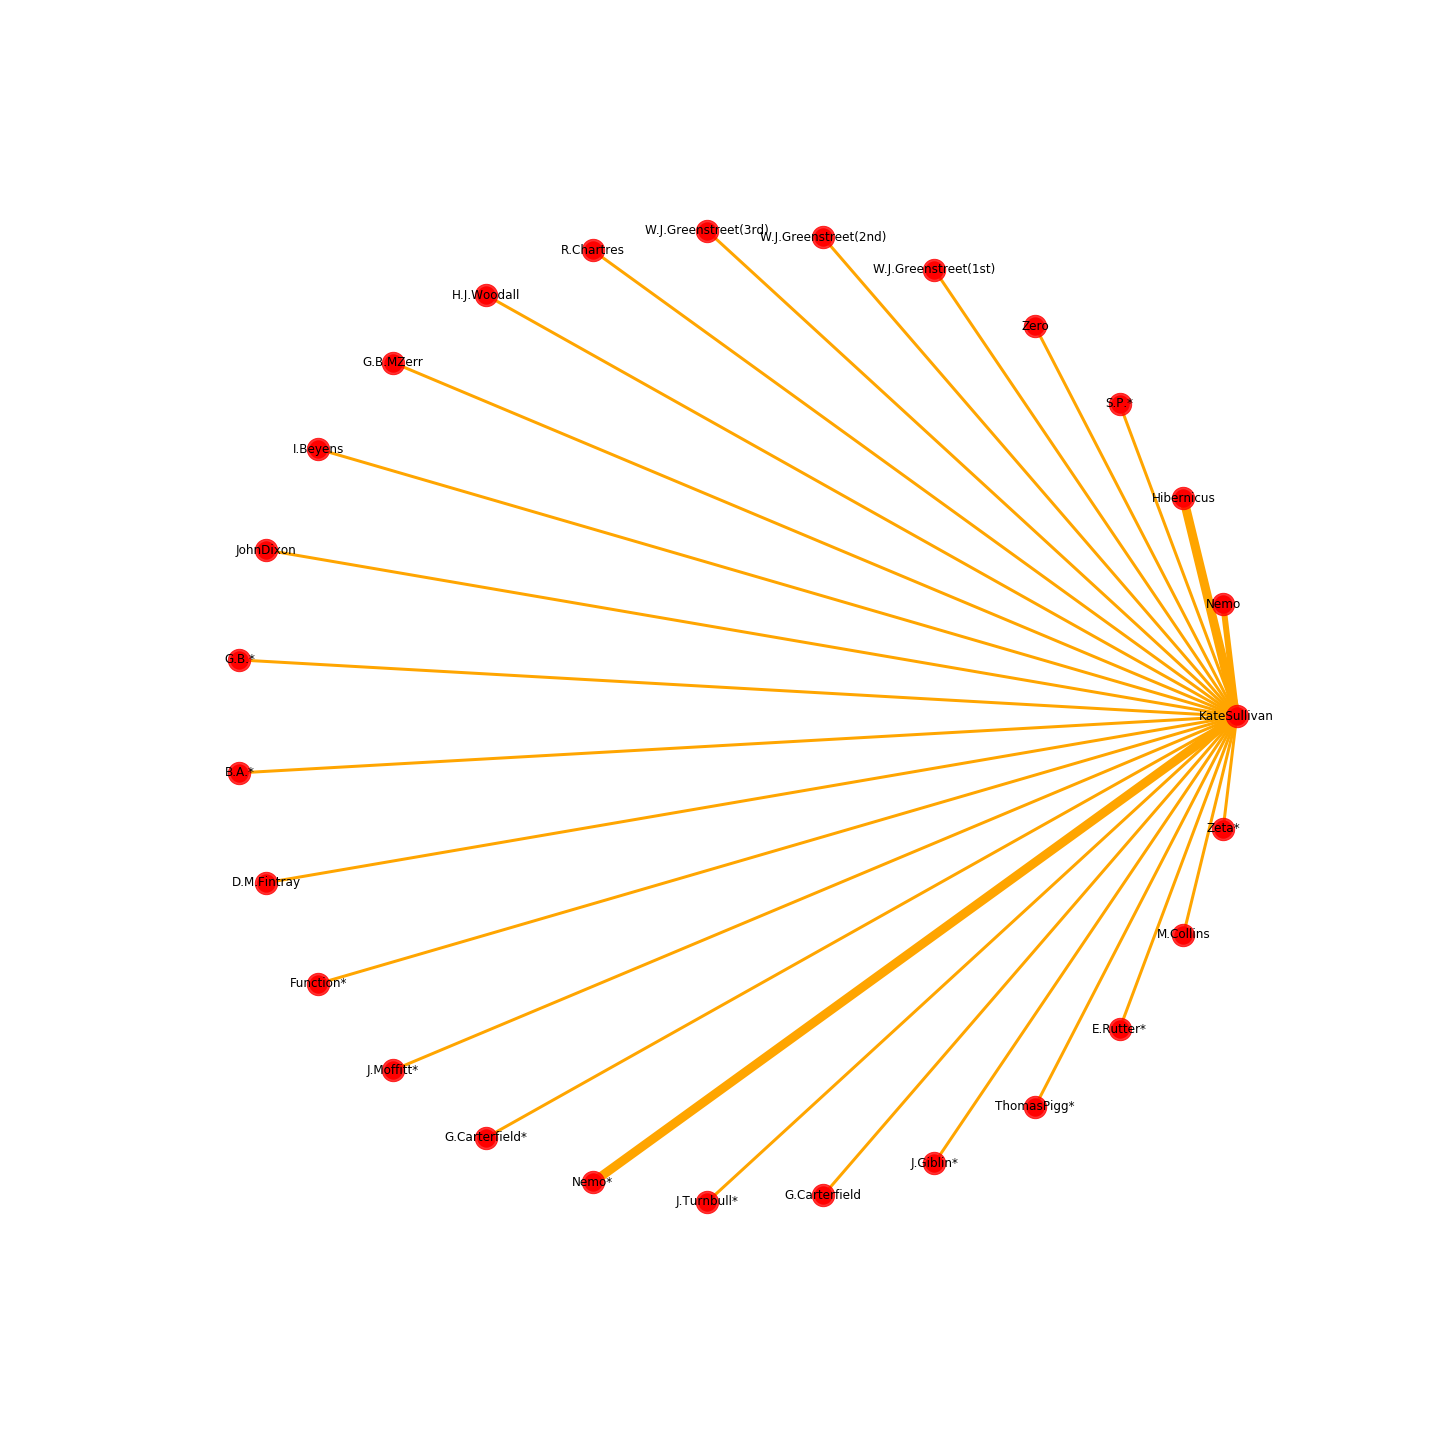 W.J.Greenstreet(3rd)
W.J.Greenstreet(2nd)
R.Chartres
W.J.Greenstreet(1st)
H.J.Woodall
Zero
G.B.MZerr
S.P.*
I.Beyens
Hibernicus
JohnDixon
Nemo
G.B.*
KateSullivan
B.A.*
Zeta*
D.M.Fintray
M.Collins
Function*
E.Rutter*
J.Moffitt*
ThomasPigg*
G.Carterfield*
J.Giblin*
Nemo*
G.Carterfield
J.Turnbull*